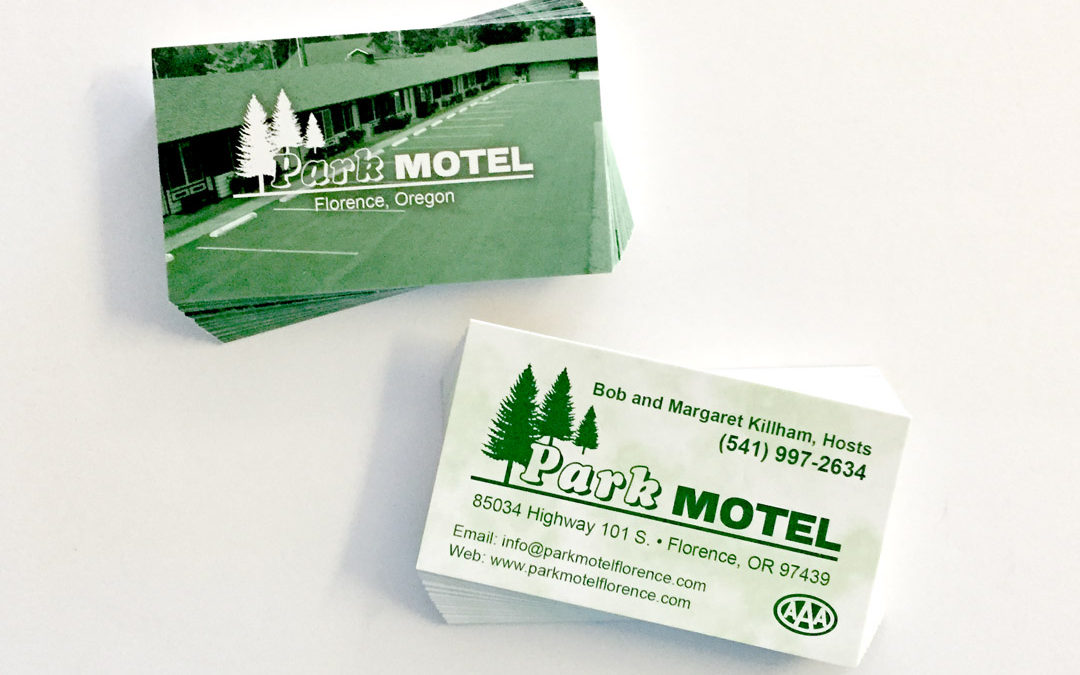 Park MOTEL
Florence, Oregon
Bob and Margaret Killham, Hosts
(541) 997-2634
Park MOTEL
85034 Highway 101 S. • Florence, OR 97439
Email: info@parkmotelflorence.com
Web: www.parkmotelflorence.com
AAA